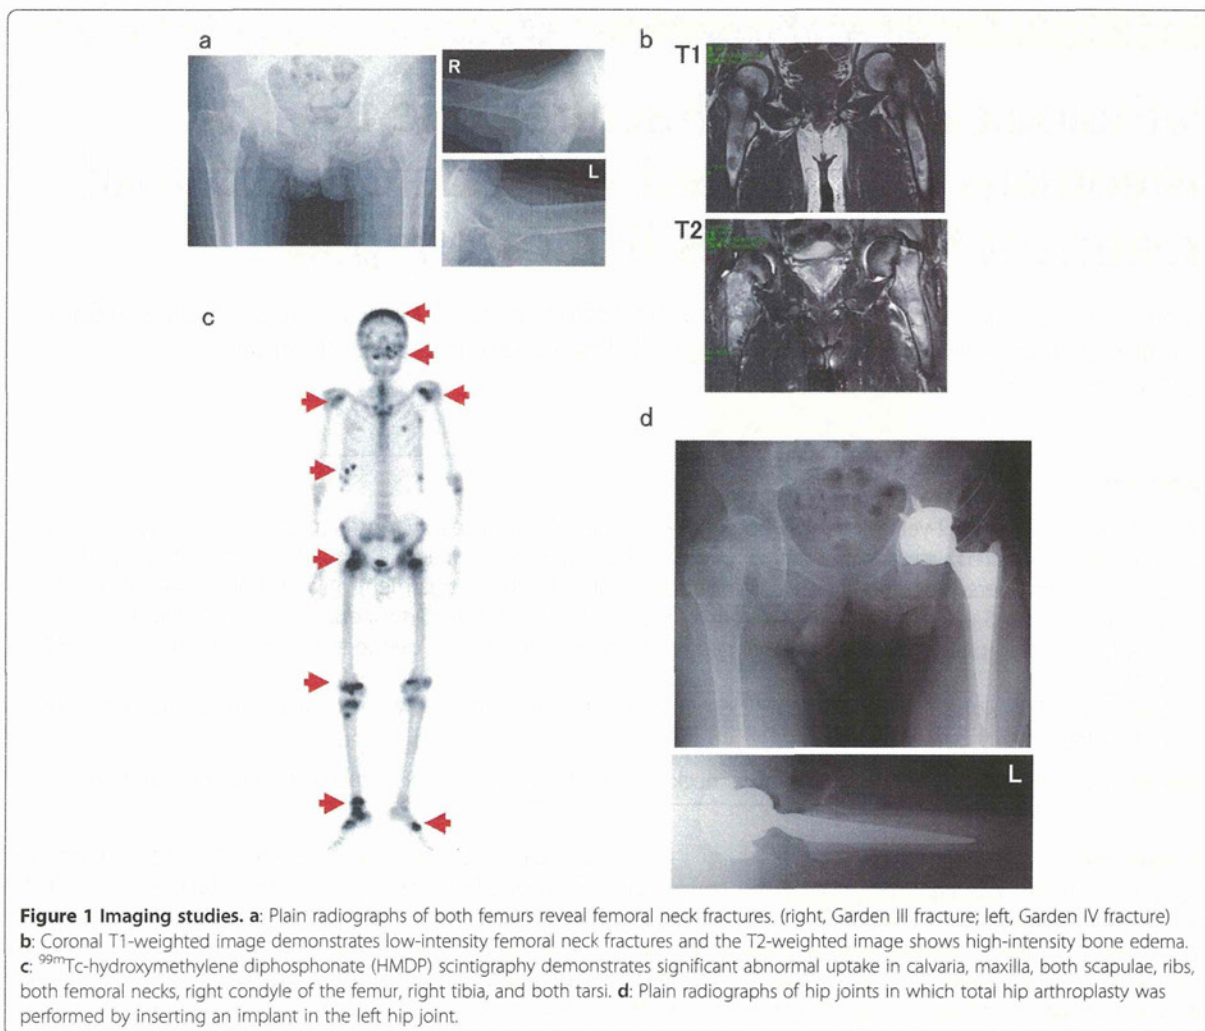 a
b
R
T1
L
T2
c
d
L
Figure 1 Imaging studies. a: Plain radiographs of both femurs reveal femoral neck fractures. (right, Garden III fracture; left, Garden IV fracture)
b: Coronal T1-weighted image demonstrates low-intensity femoral neck fractures and the T2-weighted image shows high-intensity bone edema.
c: ⁹⁹ᵐTc-hydroxymethylene diphosphonate (HMDP) scintigraphy demonstrates significant abnormal uptake in calvaria, maxilla, both scapulae, ribs,
both femoral necks, right condyle of the femur, right tibia, and both tarsi. d: Plain radiographs of hip joints in which total hip arthroplasty was
performed by inserting an implant in the left hip joint.